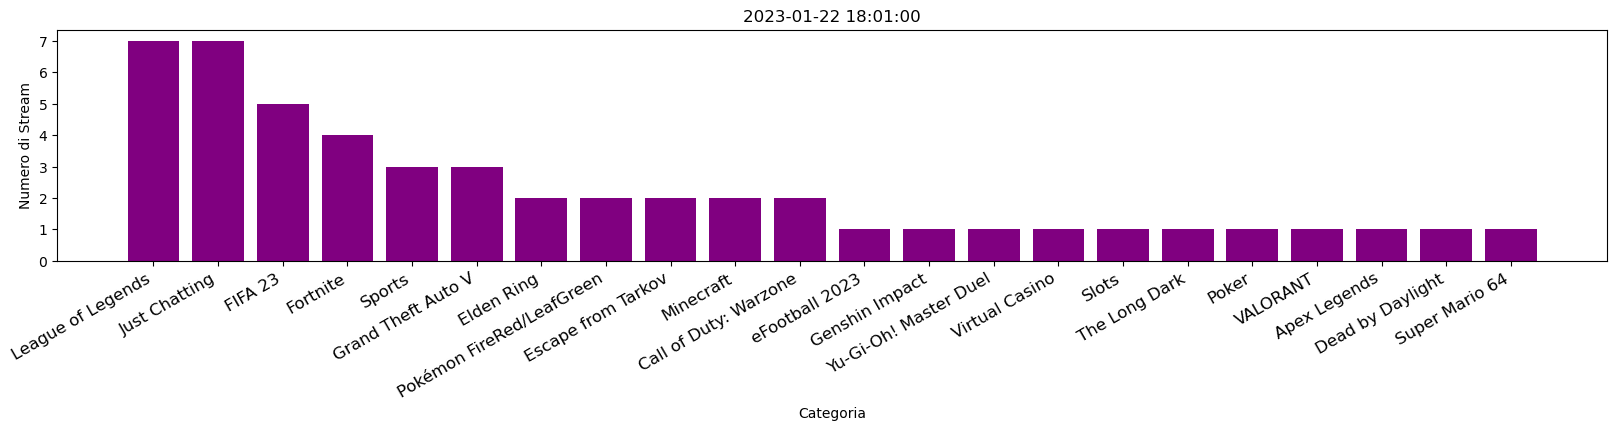 2023-01-22 18:01:00
Numero di Stream
7
6
5
4
3
2
1
0
League of Legends
Just Chatting
FIFA 23
Fortnite
Sports
Grand Theft Auto V
Elden Ring
Pokémon FireRed/LeafGreen
Escape from Tarkov
Minecraft
Call of Duty: Warzone
eFootball 2023
Genshin Impact
Yu-Gi-Oh! Master Duel
Virtual Casino
Slots
The Long Dark
Poker
VALORANT
Apex Legends
Dead by Daylight
Super Mario 64
Categoria